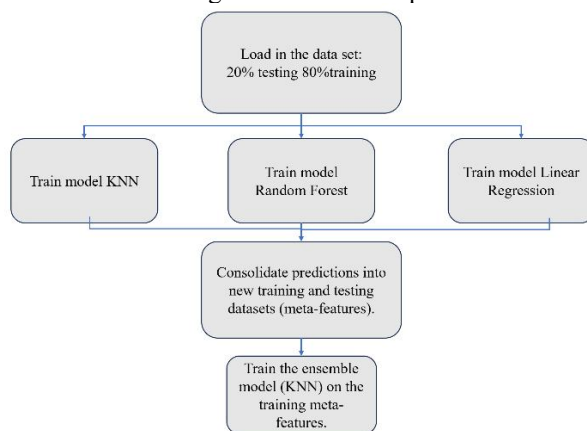 Load in the data set:
20% testing 80%training
Train model KNN
Train model
Random Forest
Train model Linear
Regression
Consolidate predictions into
new training and testing
datasets (meta-features).
Train the ensemble
model (KNN) on the
training meta-
features.